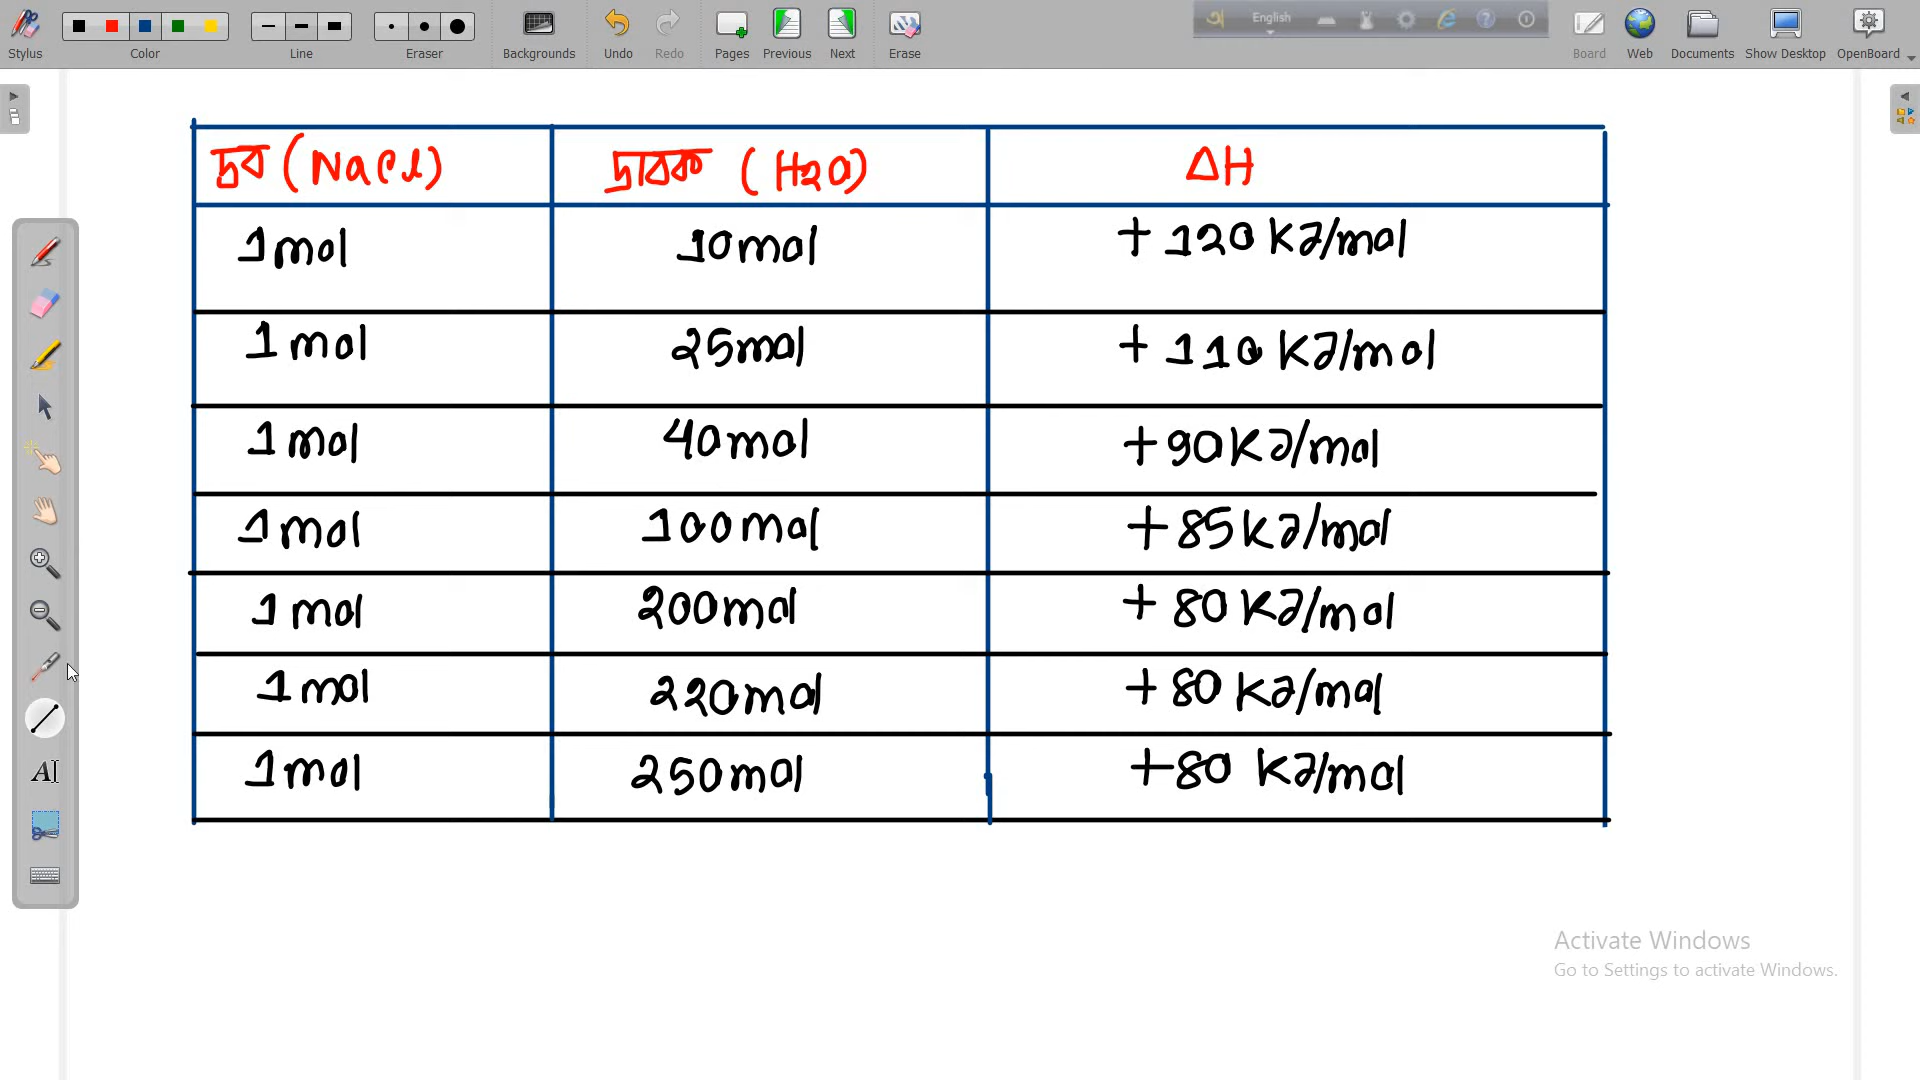 Stylus Color Line Eraser Backgrounds Undo Redo Pages Previous Next Erase English Board Web Documents Show Desktop OpenBoard
দ্রব (NaCl) দ্রাবক (H2O) ΔH
1 mol 10 mol + 120 KJ/mol
1 mol 25 mol + 110 KJ/mol
1 mol 40 mol + 90 KJ/mol
1 mol 100 mol + 85 KJ/mol
1 mol 200 mol + 80 KJ/mol
1 mol 220 mol + 80 KJ/mol
1 mol 250 mol + 80 KJ/mol
Activate Windows
Go to Settings to activate Windows.